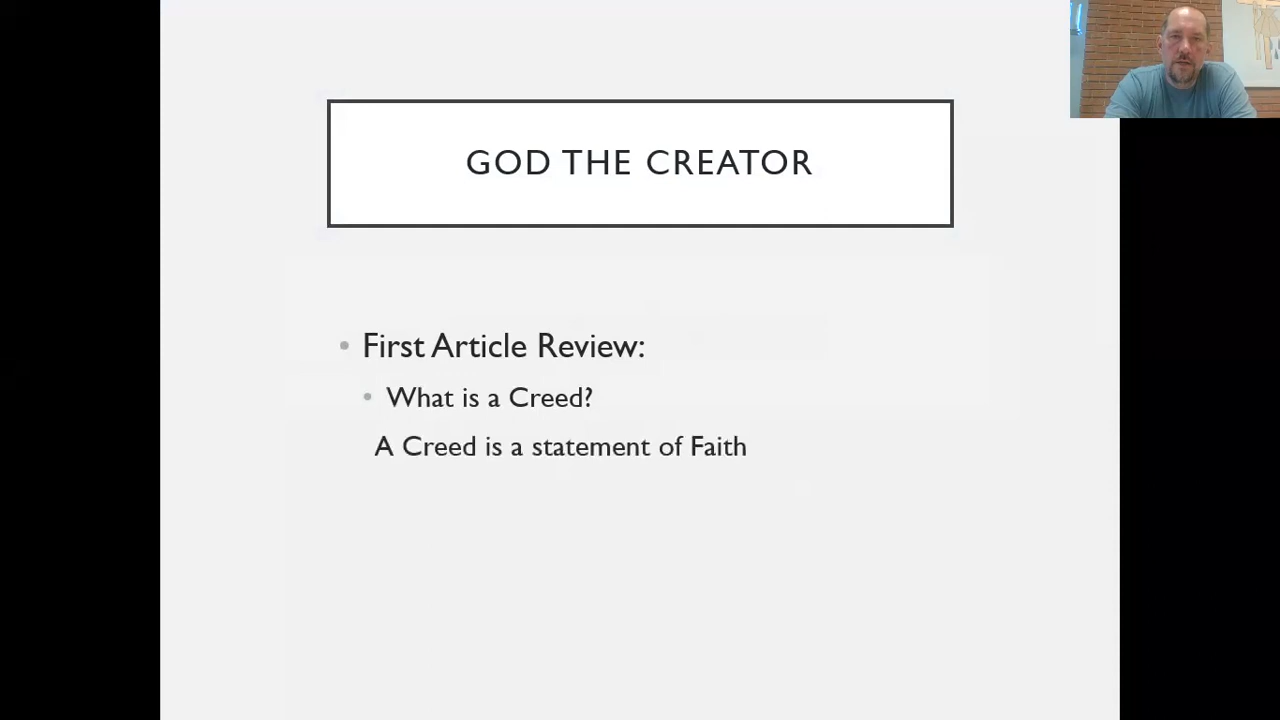 GOD THE CREATOR
First Article Review:
What is a Creed?
A Creed is a statement of Faith